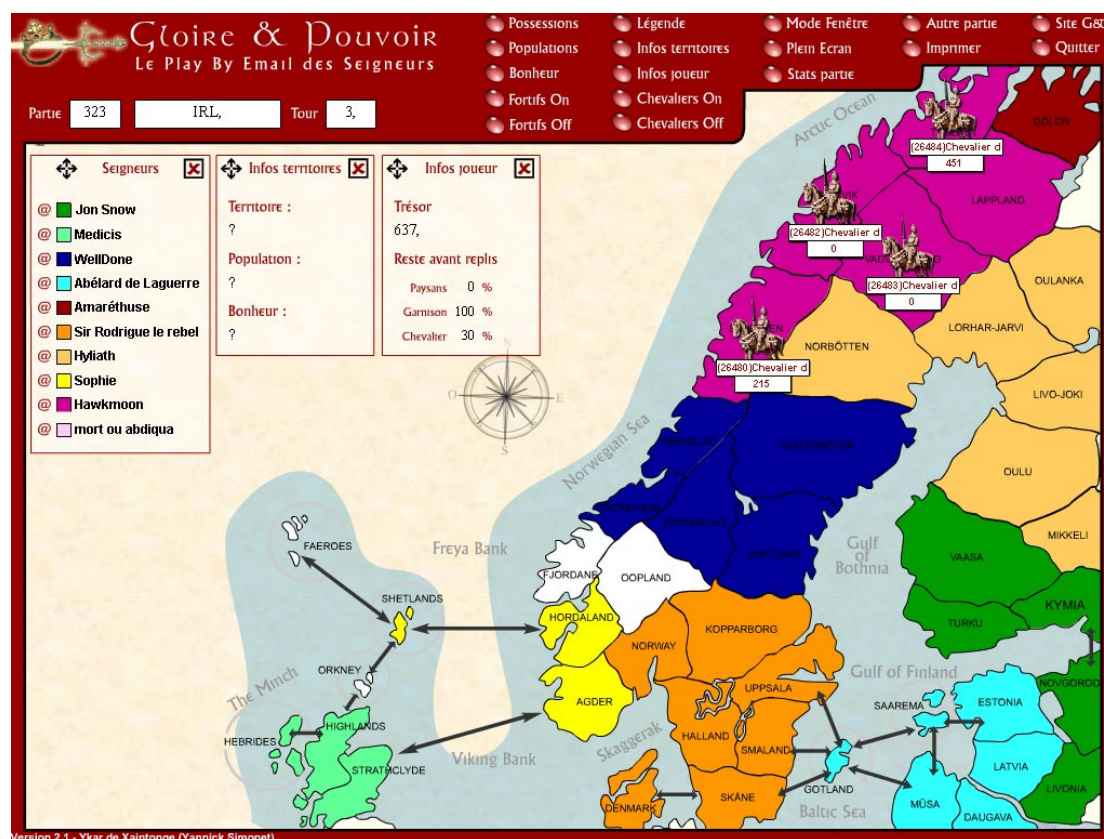 Gloire & Pouvoir
Le Play By Email des Seigneurs
Partie 323 IRL, Tour 3,
Possessions
Populations
Bonheur
Fortifs On
Fortifs Off
Légende
Infos territoires
Infos joueur
Chevaliers On
Chevaliers Off
Mode Fenêtre
Plein Ecran
Stats partie
Autre partie
Imprimer
Site G&
Quitter
Seigneurs
@ Jon Snow
@ Medicis
@ WellDone
@ Abélard de Laguerre
@ Amaréthuse
@ Sir Rodrigue le rebel
@ Hyliath
@ Sophie
@ Hawkmoon
@ mort ou abdiqua
Infos territoires
Territoire :
?
Population :
?
Bonheur :
?
Infos joueur
Trésor
637,
Reste avant replis
Paysans 0 %
Garnison 100 %
Chevalier 30 %
N
O
E
S
Arctic Ocean
DOLON
(26484)Chevalier d
451
LAPPLAND
(26482)Chevalier d
0
(26483)Chevalier d
0
OULANKA
LORHAR-JARVI
NORBÖTTEN
(26480)Chevalier d
215
LIVO-JOKI
Norwegian Sea
VASTERBOTEN
OULU
TRONDELAG
JAMTLAND
MIKKELI
VAASA
Gulf of Bothnia
FAEROES
Freya Bank
FJORDANE
OOPLAND
SHETLANDS
HORDALAND
NORWAY
KOPPARBORG
TURKU
KYMIA
ORKNEY
The Minch
AGDER
UPPSALA
Gulf of Finland
NOVGOROD
SAAREMA
ESTONIA
HIGHLANDS
HEBRIDES
STRATHCLYDE
Viking Bank
Skaggerak
HALLAND
SMALAND
GOTLAND
LATVIA
LIVONIA
DENMARK
SKÂNE
Baltic Sea
MÜSA
DAUGAVA
Version 2.1 - Ykar de Xaintonge (Yannick Simonet)